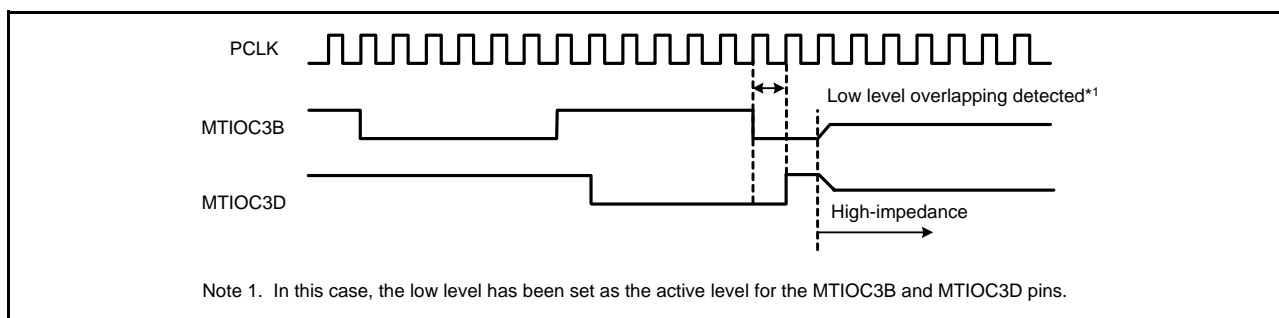 PCLK
Low level overlapping detected*1
MTIOC3B
MTIOC3D
High-impedance
Note 1. In this case, the low level has been set as the active level for the MTIOC3B and MTIOC3D pins.